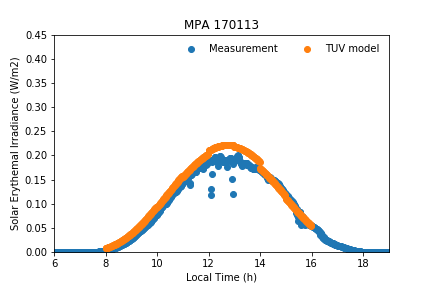 MPA 170113
Measurement TUV model
Solar Erythemal Irradiance (W/m2)
0.45
0.40
0.35
0.30
0.25
0.20
0.15
0.10
0.05
0.00
6 8 10 12 14 16 18
Local Time (h)